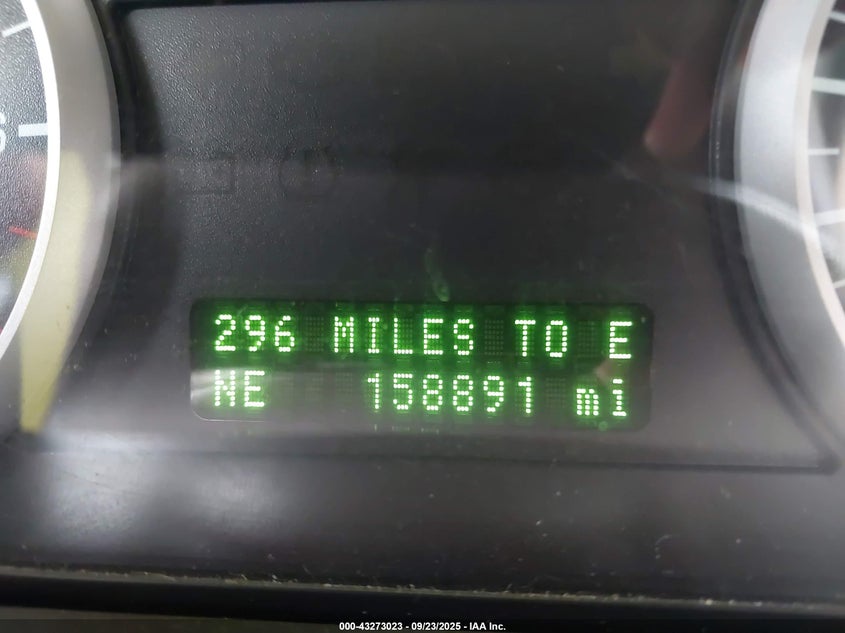 296 MILES TO E
NE 158891 mi
000-43273023 - 09/23/2025 - IAA Inc.